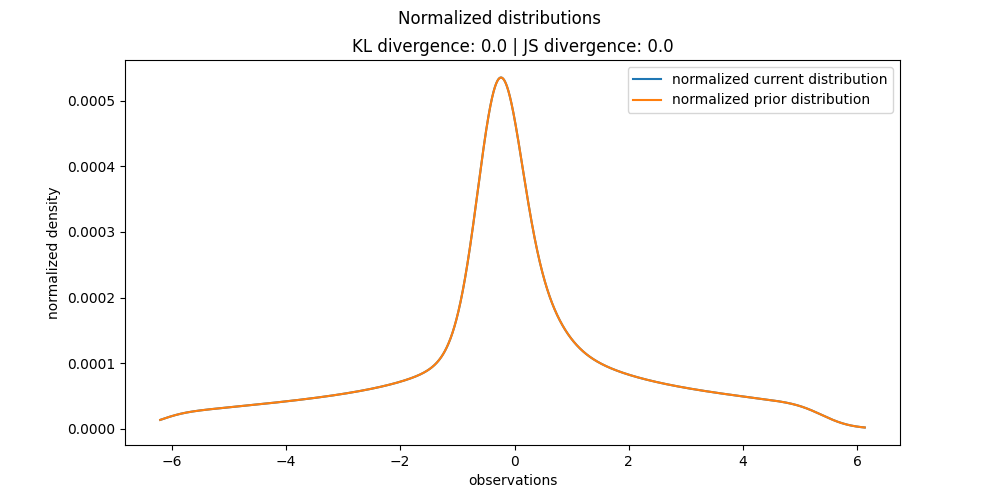 Normalized distributions
KL divergence: 0.0 | JS divergence: 0.0
normalized current distribution
normalized prior distribution
normalized density
0.0005
0.0004
0.0003
0.0002
0.0001
0.0000
−6
−4
−2
0
2
4
6
observations